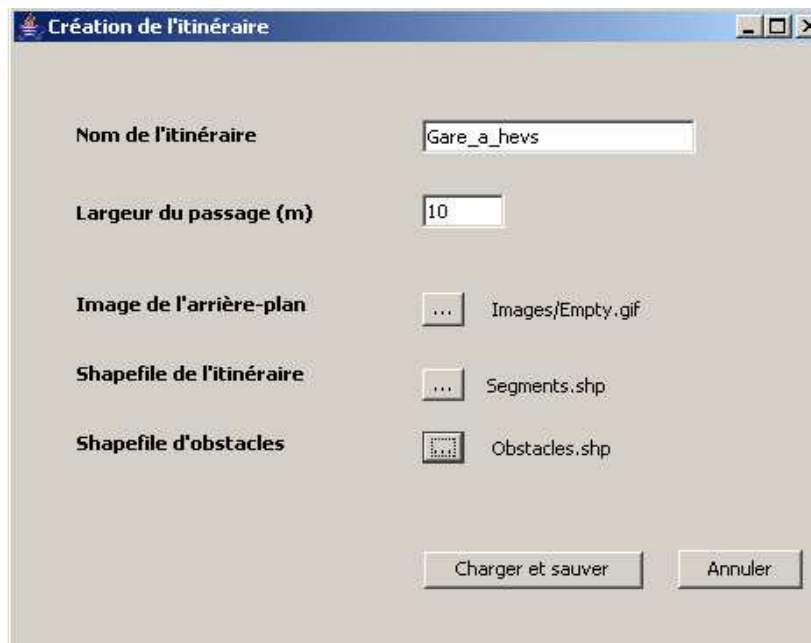 Création de l'itinéraire
Nom de l'itinéraire Gare_a_hevs
Largeur du passage (m) 10
Image de l'arrière-plan ... Images/Empty.gif
Shapefile de l'itinéraire ... Segments.shp
Shapefile d'obstacles ... Obstacles.shp
Charger et sauver Annuler